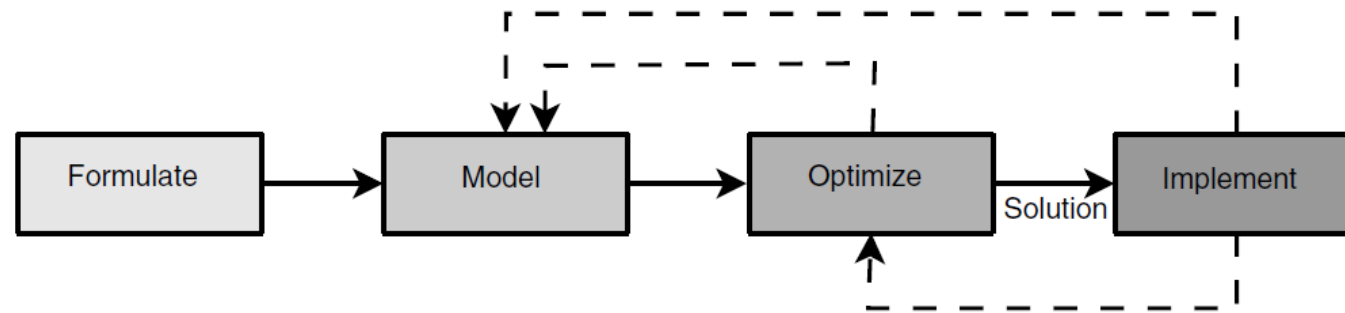 Formulate
Model
Optimize
Solution
Implement